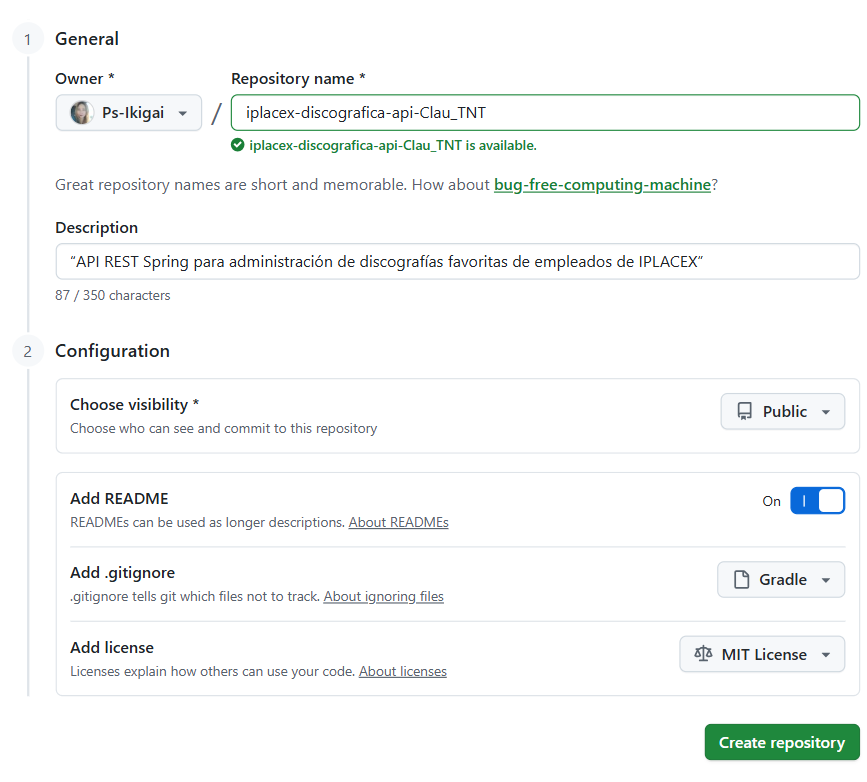 1 General
Owner * Repository name *
Ps-Ikigai / iplacex-discografica-api-Clau_TNT
iplacex-discografica-api-Clau_TNT is available.
Great repository names are short and memorable. How about bug-free-computing-machine?
Description
“API REST Spring para administración de discografías favoritas de empleados de IPLACEX”
87 / 350 characters
2 Configuration
Choose visibility *
Choose who can see and commit to this repository
Public
Add README
READMEs can be used as longer descriptions. About READMEs
On
Add .gitignore
.gitignore tells git which files not to track. About ignoring files
Gradle
Add license
Licenses explain how others can use your code. About licenses
MIT License
Create repository